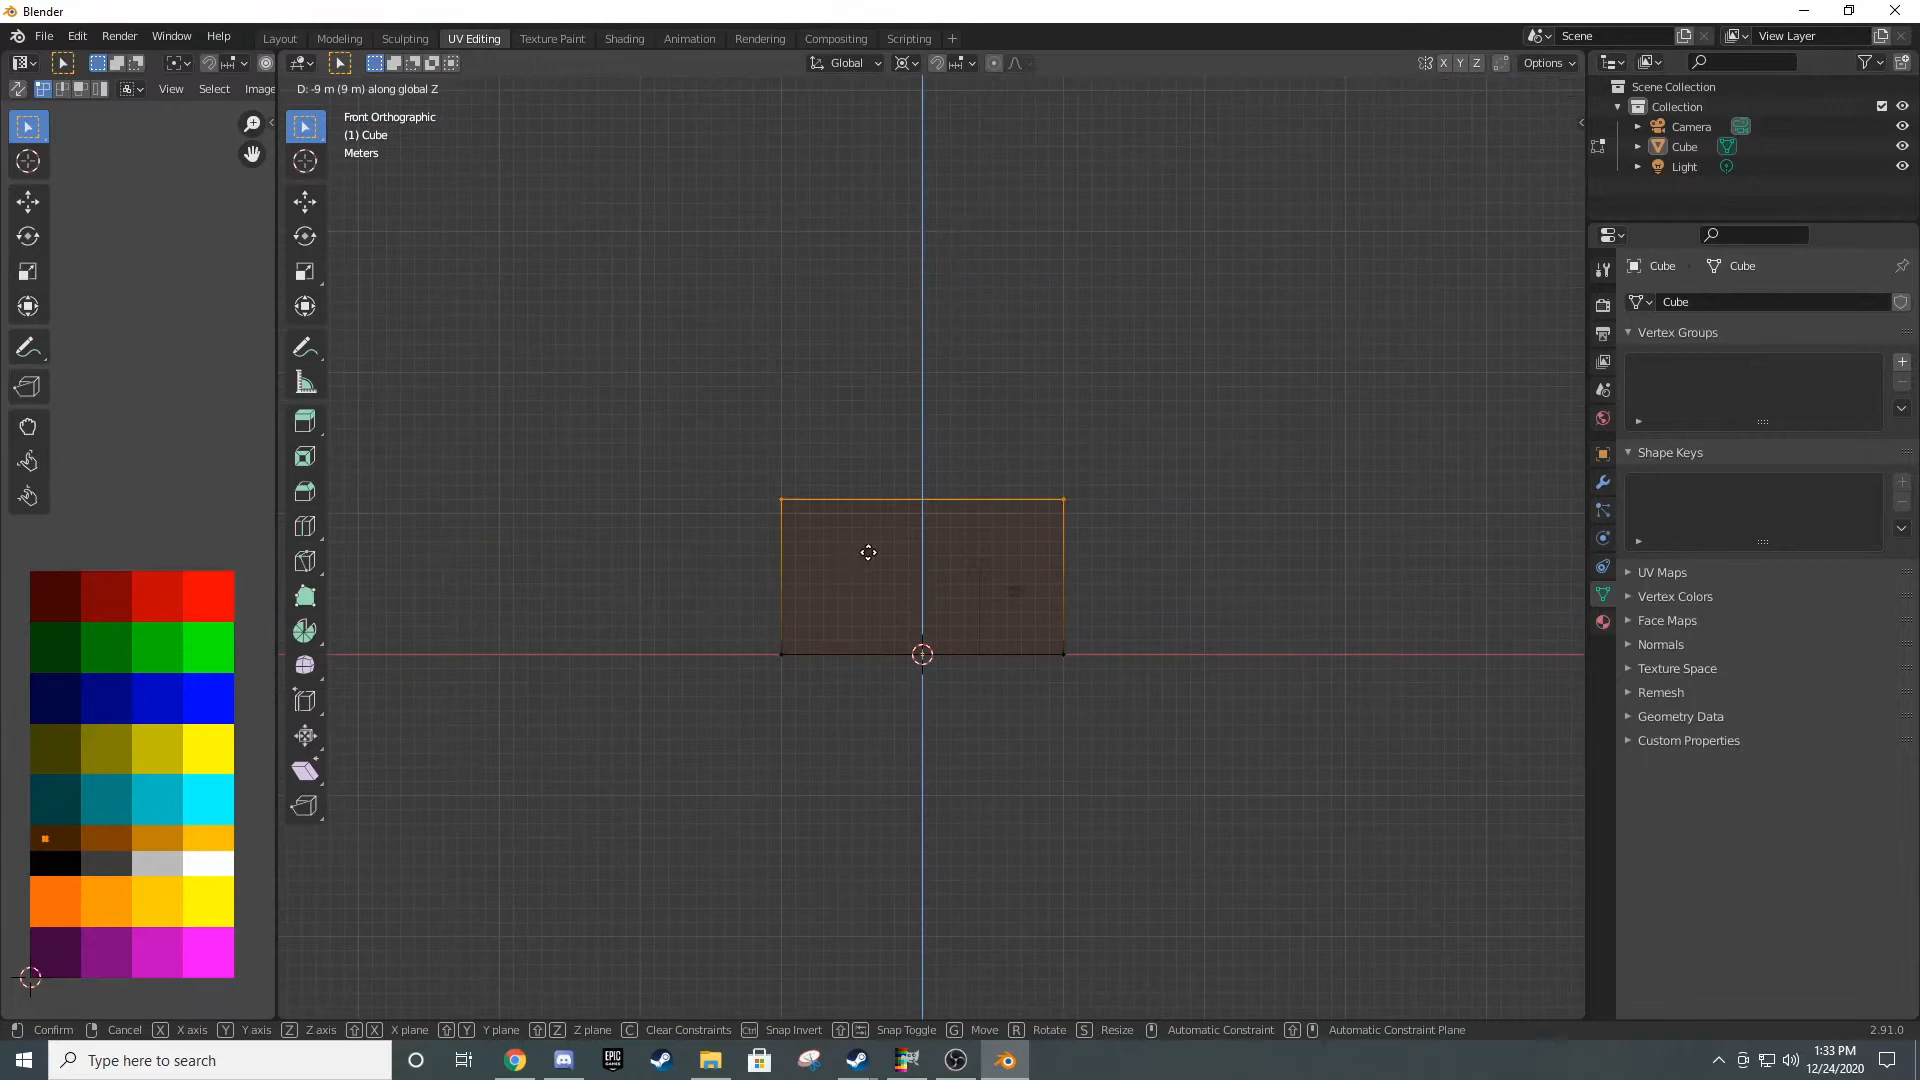 Blender
File Edit Render Window Help
Layout Modeling Sculpting UV Editing Texture Paint Shading Animation Rendering Compositing Scripting +
Scene
View Layer
Global
X Y Z
Options
View Select Image
D: -9 m (9 m) along global Z
Front Orthographic
(1) Cube
Meters
Scene Collection
Collection
Camera
Cube
Light
Cube
Cube
Cube
Vertex Groups
Shape Keys
UV Maps
Vertex Colors
Face Maps
Normals
Texture Space
Remesh
Geometry Data
Custom Properties
Confirm Cancel X X axis Y Y axis Z Z axis X X plane Y Y plane Z Z plane C Clear Constraints Ctrl Snap Invert Snap Toggle G Move R Rotate S Resize Automatic Constraint Automatic Constraint Plane
2.91.0
Type here to search
EPIC GAMES
1:33 PM
12/24/2020